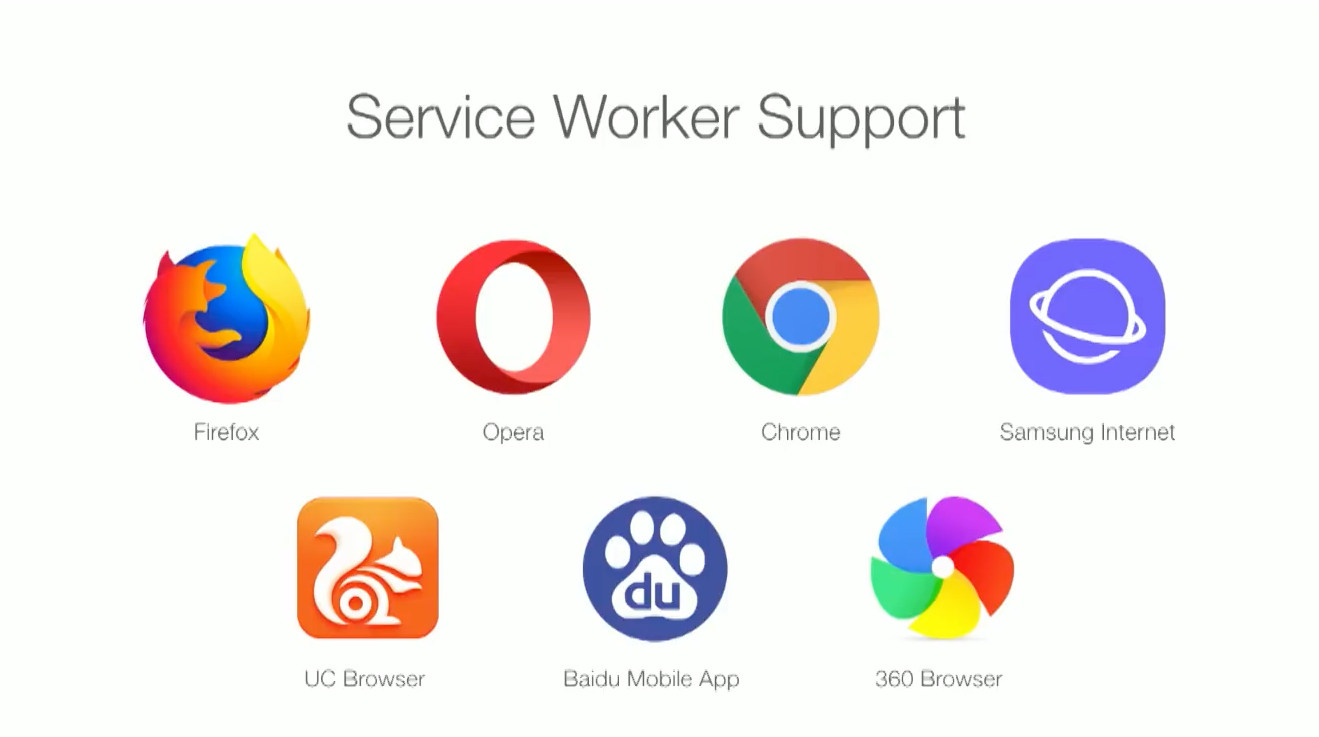 Service Worker Support
Firefox
Opera
Chrome
Samsung Internet
du
UC Browser
Baidu Mobile App
360 Browser